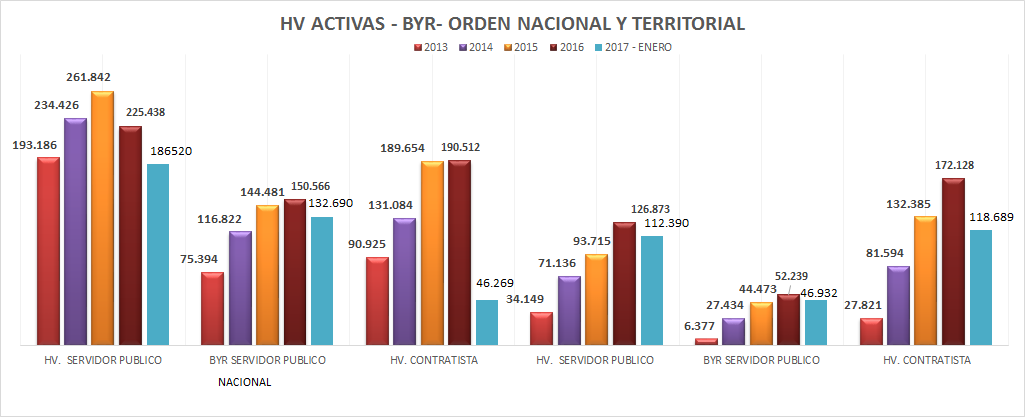 HV ACTIVAS - BYR- ORDEN NACIONAL Y TERRITORIAL
2013 2014 2015 2016 2017 - ENERO
193.186 234.426 261.842 225.438 186520
75.394 116.822 144.481 150.566 132.690
90.925 131.084 189.654 190.512 46.269
34.149 71.136 93.715 126.873 112.390
6.377 27.434 44.473 52.239 46.932
27.821 81.594 132.385 172.128 118.689
HV. SERVIDOR PUBLICO BYR SERVIDOR PUBLICO HV. CONTRATISTA HV. SERVIDOR PUBLICO BYR SERVIDOR PUBLICO HV. CONTRATISTA
NACIONAL